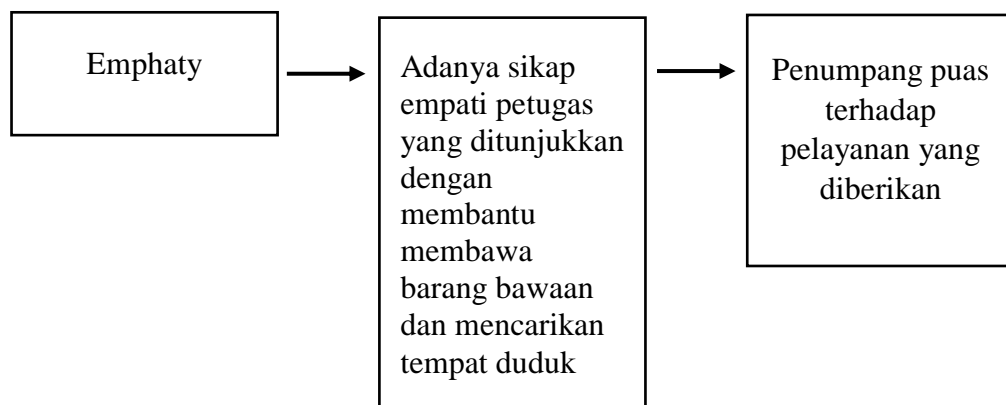 Emphaty
Adanya sikap
empati petugas
yang ditunjukkan
dengan
membantu
membawa
barang bawaan
dan mencarikan
tempat duduk
Penumpang puas
terhadap
pelayanan yang
diberikan